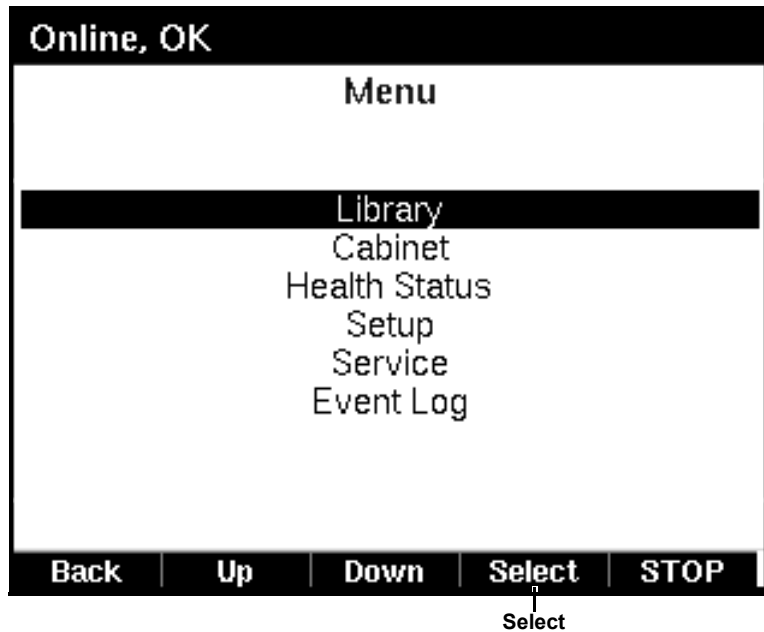 Online, OK
Menu
Library
Cabinet
Health Status
Setup
Service
Event Log
Back Up Down Select STOP
Select